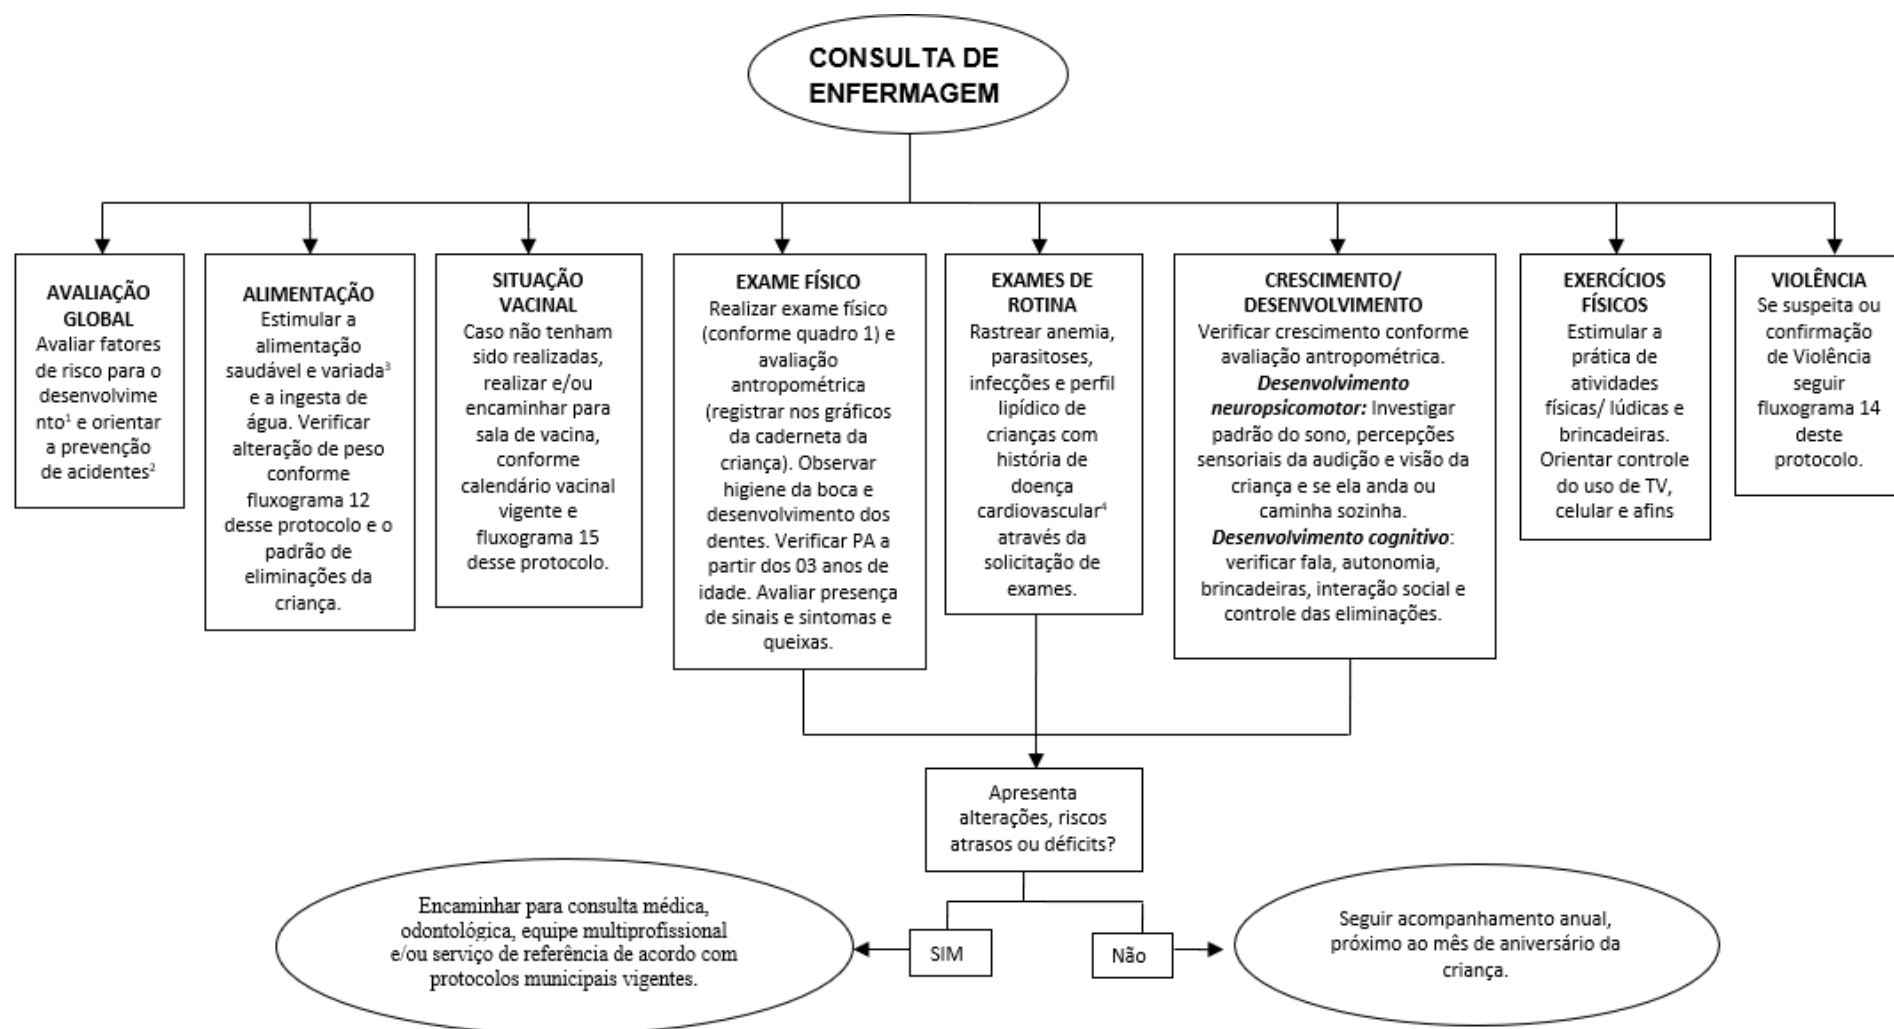 CONSULTA DE
ENFERMAGEM
AVALIAÇÃO
GLOBAL
Avaliar fatores
de risco para o
desenvolvime
nto¹ e orientar
a prevenção
de acidentes²
ALIMENTAÇÃO
Estimular a
alimentação
saudável e variada³
e a ingesta de
água. Verificar
alteração de peso
conforme
fluxograma 12
desse protocolo e o
padrão de
eliminações da
criança.
SITUAÇÃO
VACINAL
Caso não tenham
sido realizadas,
realizar e/ou
encaminhar para
sala de vacina,
conforme
calendário vacinal
vigente e
fluxograma 15
desse protocolo.
EXAME FÍSICO
Realizar exame físico
(conforme quadro 1) e
avaliação
antropométrica
(registrar nos gráficos
da caderneta da
criança). Observar
higiene da boca e
desenvolvimento dos
dentes. Verificar PA a
partir dos 03 anos de
idade. Avaliar presença
de sinais e sintomas e
queixas.
EXAMES DE
ROTINA
Rastrear anemia,
parasitoses,
infecções e perfil
lipídico de
crianças com
história de
doença
cardiovascular⁴
através da
solicitação de
exames.
CRESCIMENTO/
DESENVOLVIMENTO
Verificar crescimento conforme
avaliação antropométrica.
Desenvolvimento
neuropsicomotor: Investigar
padrão do sono, percepções
sensoriais da audição e visão da
criança e se ela anda ou
caminha sozinha.
Desenvolvimento cognitivo:
verificar fala, autonomia,
brincadeiras, interação social e
controle das eliminações.
EXERCÍCIOS
FÍSICOS
Estimular a
prática de
atividades
físicas/ lúdicas e
brincadeiras.
Orientar controle
do uso de TV,
celular e afins
VIOLÊNCIA
Se suspeita ou
confirmação
de Violência
seguir
fluxograma 14
deste
protocolo.
Apresenta
alterações, riscos
atrasos ou déficits?
SIM
Não
Encaminhar para consulta médica,
odontológica, equipe multiprofissional
e/ou serviço de referência de acordo com
protocolos municipais vigentes.
Seguir acompanhamento anual,
próximo ao mês de aniversário da
criança.